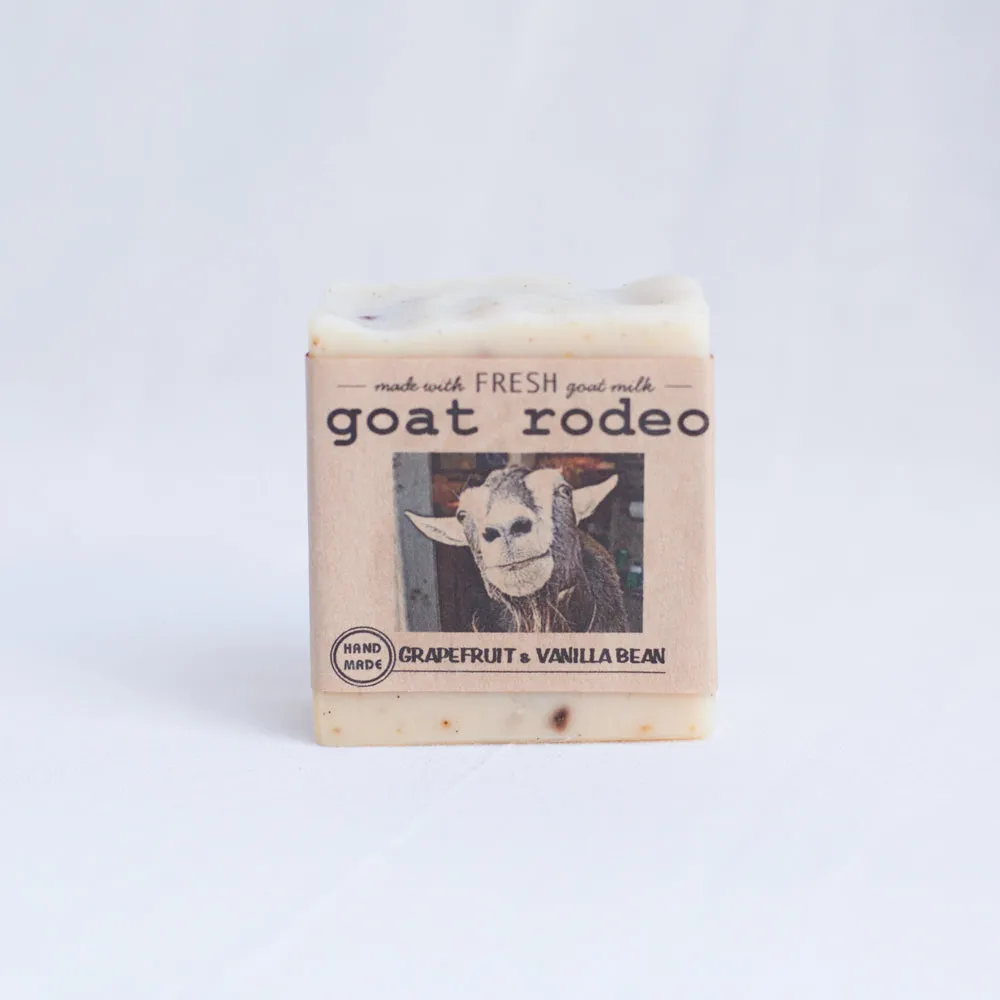 made with FRESH goat milk
goat rodeo
HAND
MADE
GRAPEFRUIT & VANILLA BEAN